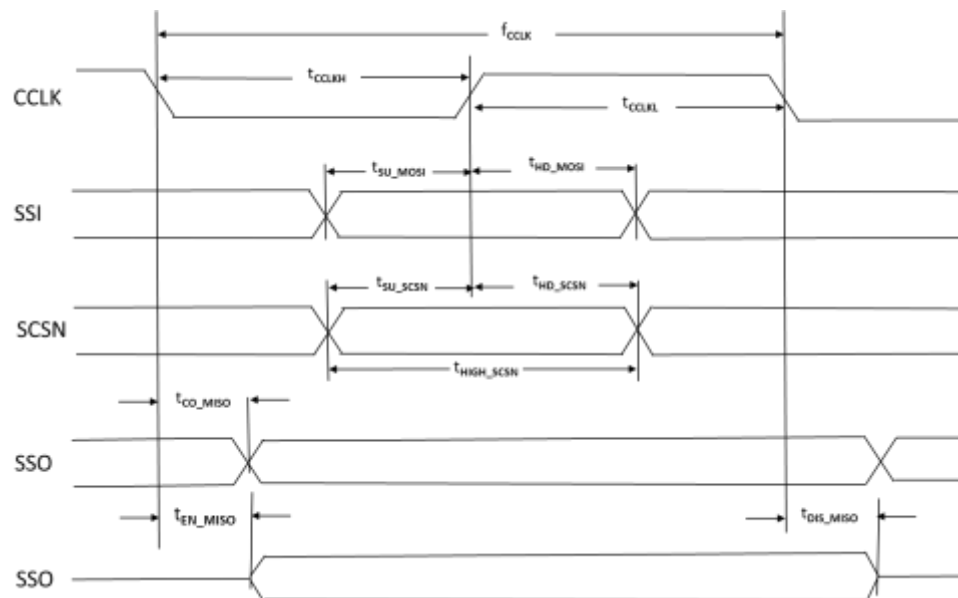 fCCLK
tCCLKH
CCLK
tCCLKL
tSU_MOSI
tHD_MOSI
SSI
tSU_SCSN
tHD_SCSN
SCSN
tHIGH_SCSN
tCO_MISO
SSO
tEN_MISO
tDIS_MISO
SSO